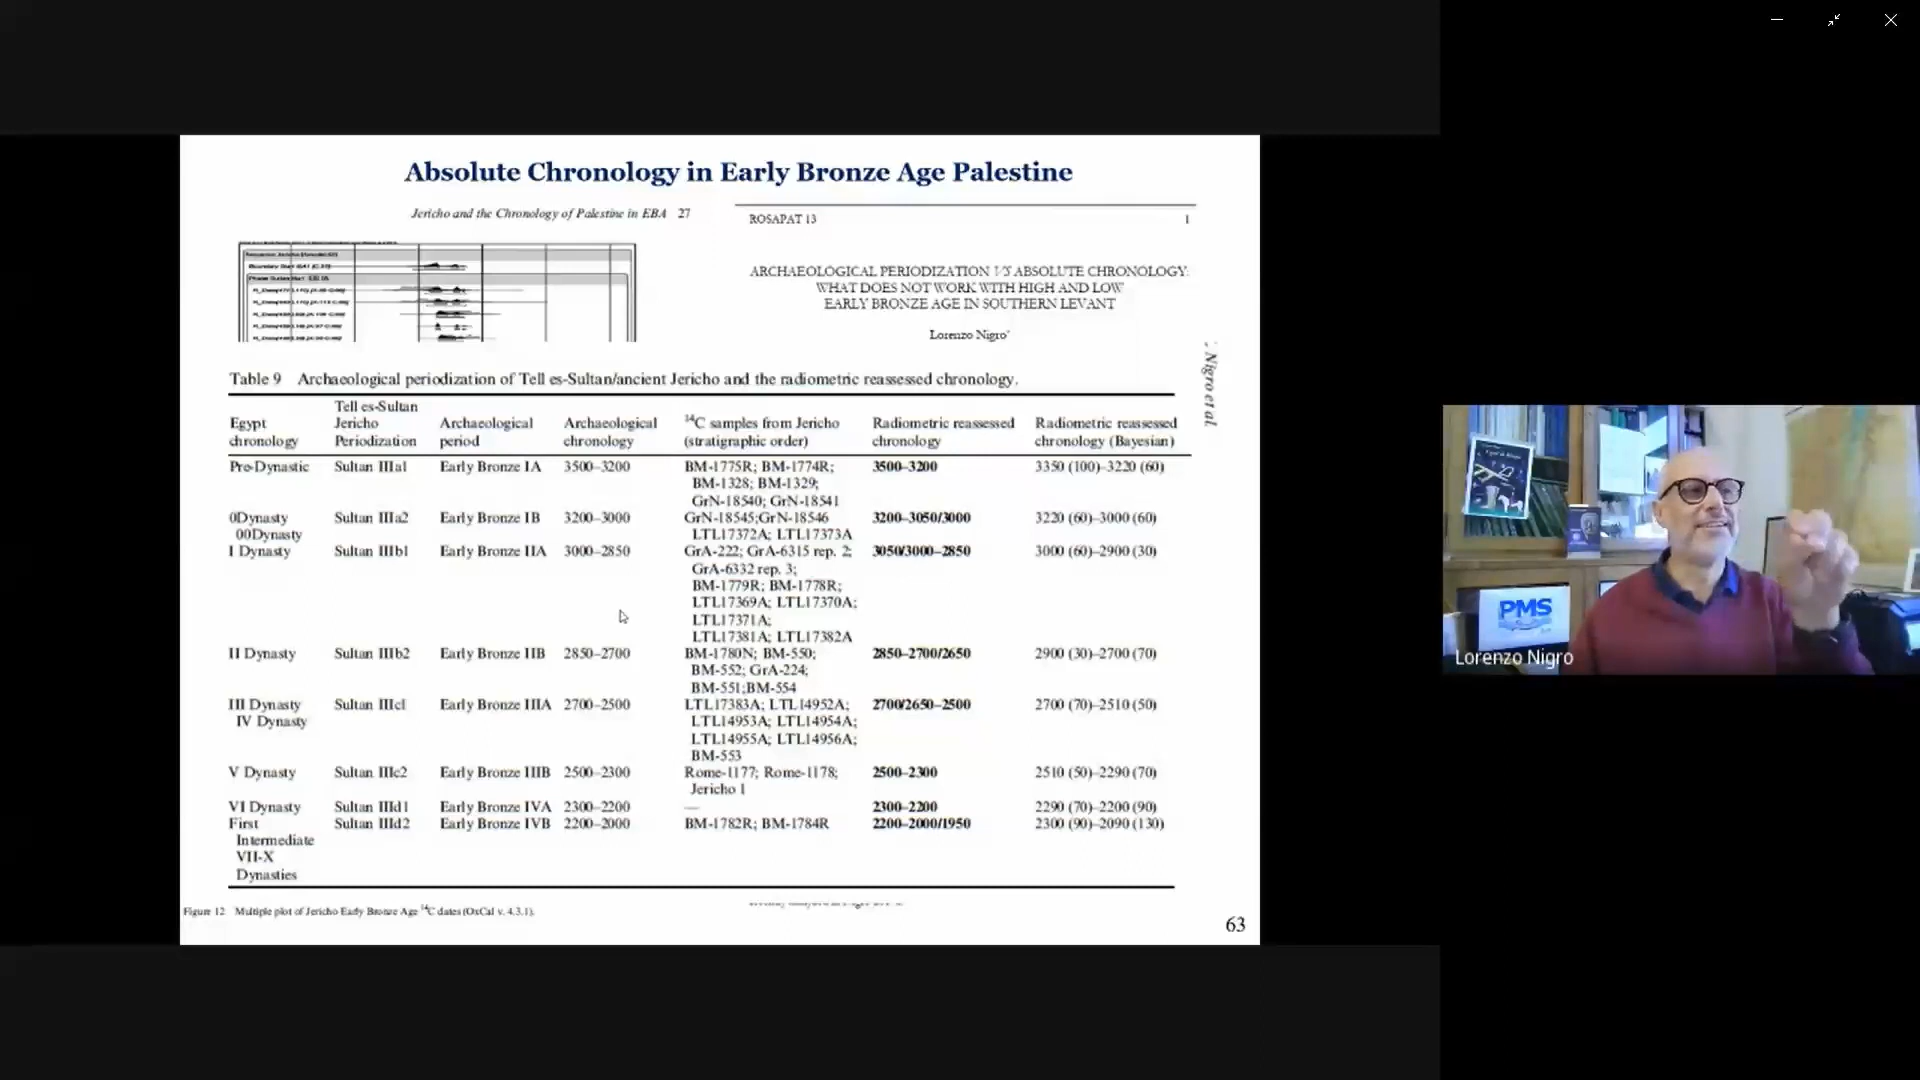 Absolute Chronology in Early Bronze Age Palestine
Jericho and the Chronology of Palestine in EBA 27
ROSAPAT 13 1
ARCHAEOLOGICAL PERIODIZATION VS ABSOLUTE CHRONOLOGY:
WHAT DOES NOT WORK WITH HIGH AND LOW
EARLY BRONZE AGE IN SOUTHERN LEVANT
Lorenzo Nigro*
Nigro et al.
Table 9 Archaeological periodization of Tell es-Sultan/ancient Jericho and the radiometric reassessed chronology.
Egypt chronology | Tell es-Sultan Jericho Periodization | Archaeological period | Archaeological chronology | 14C samples from Jericho (stratigraphic order) | Radiometric reassessed chronology | Radiometric reassessed chronology (Bayesian)
Pre-Dynastic Sultan IIIa1 Early Bronze IA 3500–3200 BM-1775R; BM-1774R; 3500–3200 3350 (100)–3220 (60)
BM-1328; BM-1329;
GrN-18540; GrN-18541
0Dynasty Sultan IIIa2 Early Bronze IB 3200–3000 GrN-18545;GrN-18546 3200–3050/3000 3220 (60)–3000 (60)
00Dynasty LTL17372A; LTL17373A
I Dynasty Sultan IIIb1 Early Bronze IIA 3000–2850 GrA-222; GrA-6315 rep. 2; 3050/3000–2850 3000 (60)–2900 (30)
GrA-6332 rep. 3;
BM-1779R; BM-1778R;
LTL17369A; LTL17370A;
LTL17371A;
LTL17381A; LTL17382A
II Dynasty Sultan IIIb2 Early Bronze IIB 2850–2700 BM-1780N; BM-550; 2850–2700/2650 2900 (30)–2700 (70)
BM-552; GrA-224;
BM-551;BM-554
III Dynasty Sultan IIIc1 Early Bronze IIIA 2700–2500 LTL17383A; LTL14952A; 2700/2650–2500 2700 (70)–2510 (50)
IV Dynasty LTL14953A; LTL14954A;
LTL14955A; LTL14956A;
BM-553
V Dynasty Sultan IIIc2 Early Bronze IIIB 2500–2300 Rome-1177; Rome-1178; 2500–2300 2510 (50)–2290 (70)
Jericho 1
VI Dynasty Sultan IIId1 Early Bronze IVA 2300–2200 — 2300–2200 2290 (70)–2200 (90)
First Sultan IIId2 Early Bronze IVB 2200–2000 BM-1782R; BM-1784R 2200–2000/1950 2300 (90)–2090 (130)
Intermediate
VII-X
Dynasties
Figure 12 Multiple plot of Jericho Early Bronze Age 14C dates (OxCal v. 4.3.1).
63
PMS
Lorenzo Nigro